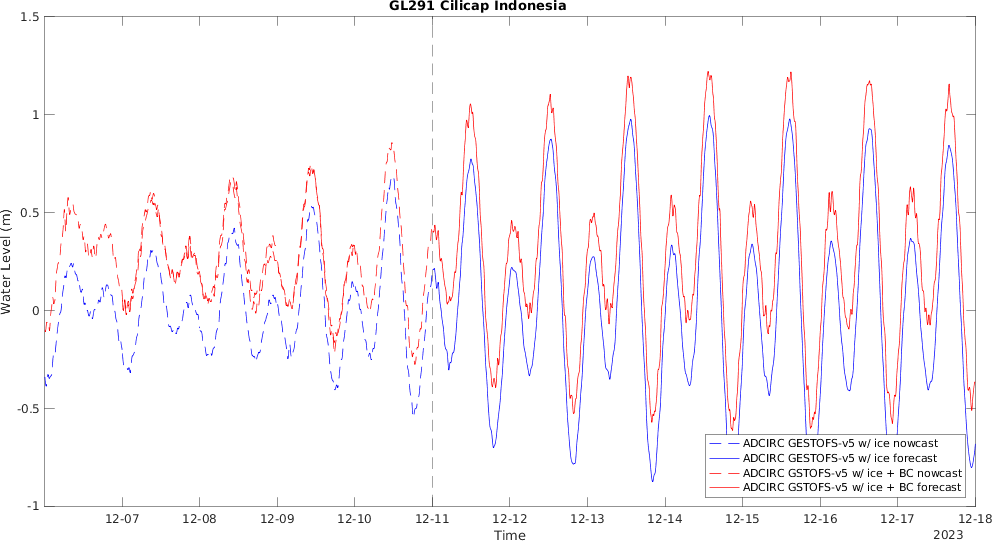 GL291 Cilicap Indonesia
1.5
1
0.5
0
-0.5
-1
Water Level (m)
ADCIRC GESTOFS-v5 w/ ice nowcast
ADCIRC GESTOFS-v5 w/ ice forecast
ADCIRC GSTOFS-v5 w/ ice + BC nowcast
ADCIRC GSTOFS-v5 w/ ice + BC forecast
12-07 12-08 12-09 12-10 12-11 12-12 12-13 12-14 12-15 12-16 12-17 12-18
Time
2023